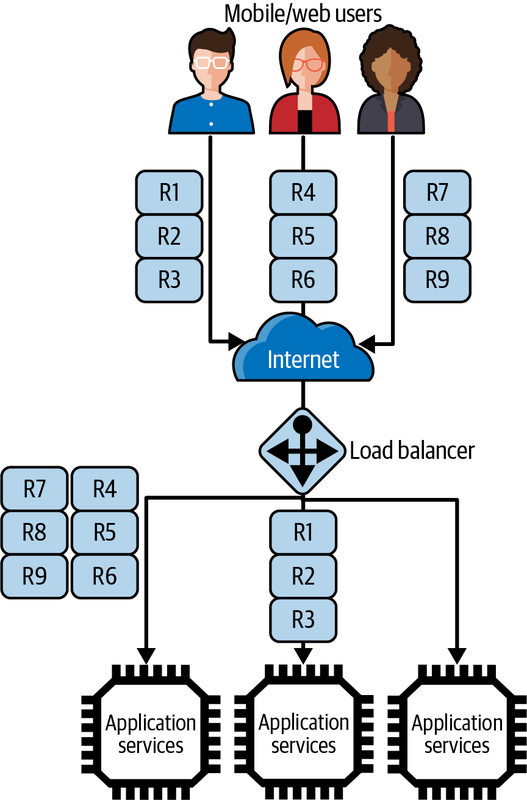 Mobile/web users
R1
R2
R3
R4
R5
R6
R7
R8
R9
Internet
Load balancer
R7 R4
R8 R5
R9 R6
R1
R2
R3
Application
services
Application
services
Application
services